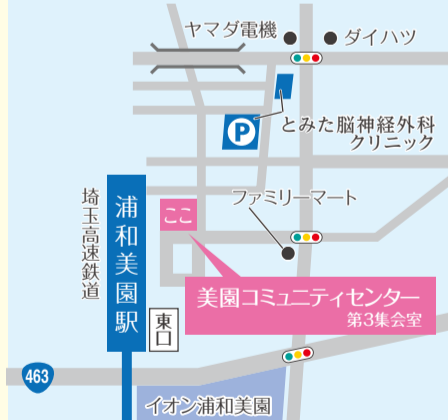 ヤマダ電機
ダイハツ
P
とみた脳神経外科
クリニック
ファミリーマート
埼玉高速鉄道
浦和美園駅
ここ
東口
美園コミュニティセンター
第3集会室
463
イオン浦和美園